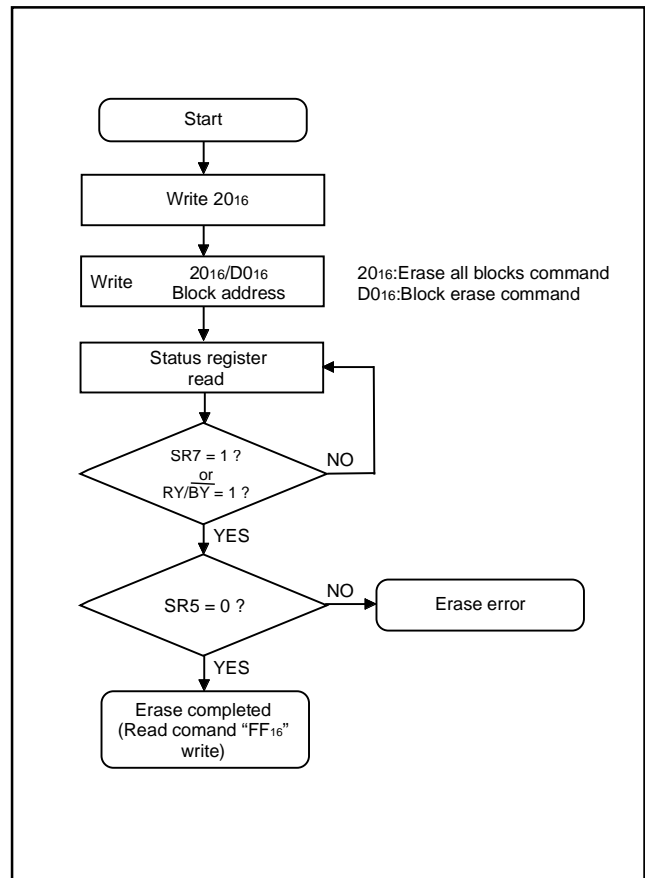 Start
Write 2016
Write
2016/D016
Block address
2016:Erase all blocks command
D016:Block erase command
Status register
read
SR7 = 1 ?
or
RY/B̅Y̅ = 1 ?
NO
YES
SR5 = 0 ?
NO
Erase error
YES
Erase completed
(Read comand “FF16”
write)